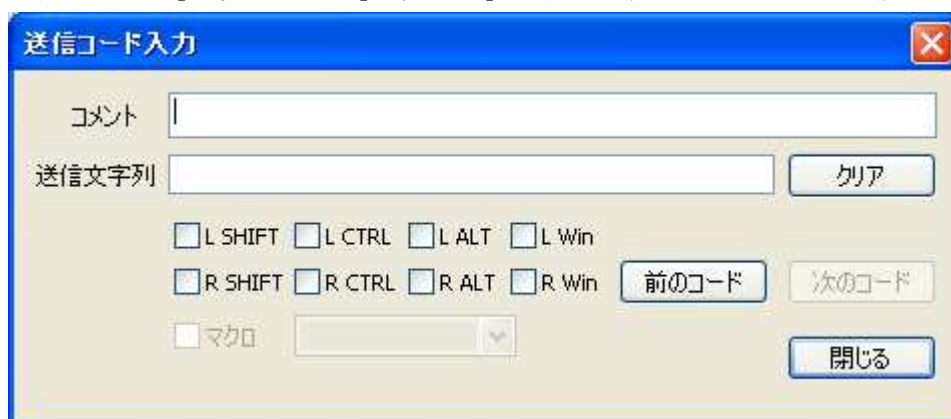 送信コード入力
コメント
送信文字列 クリア
L SHIFT L CTRL L ALT L Win
R SHIFT R CTRL R ALT R Win 前のコード 次のコード
マクロ
閉じる